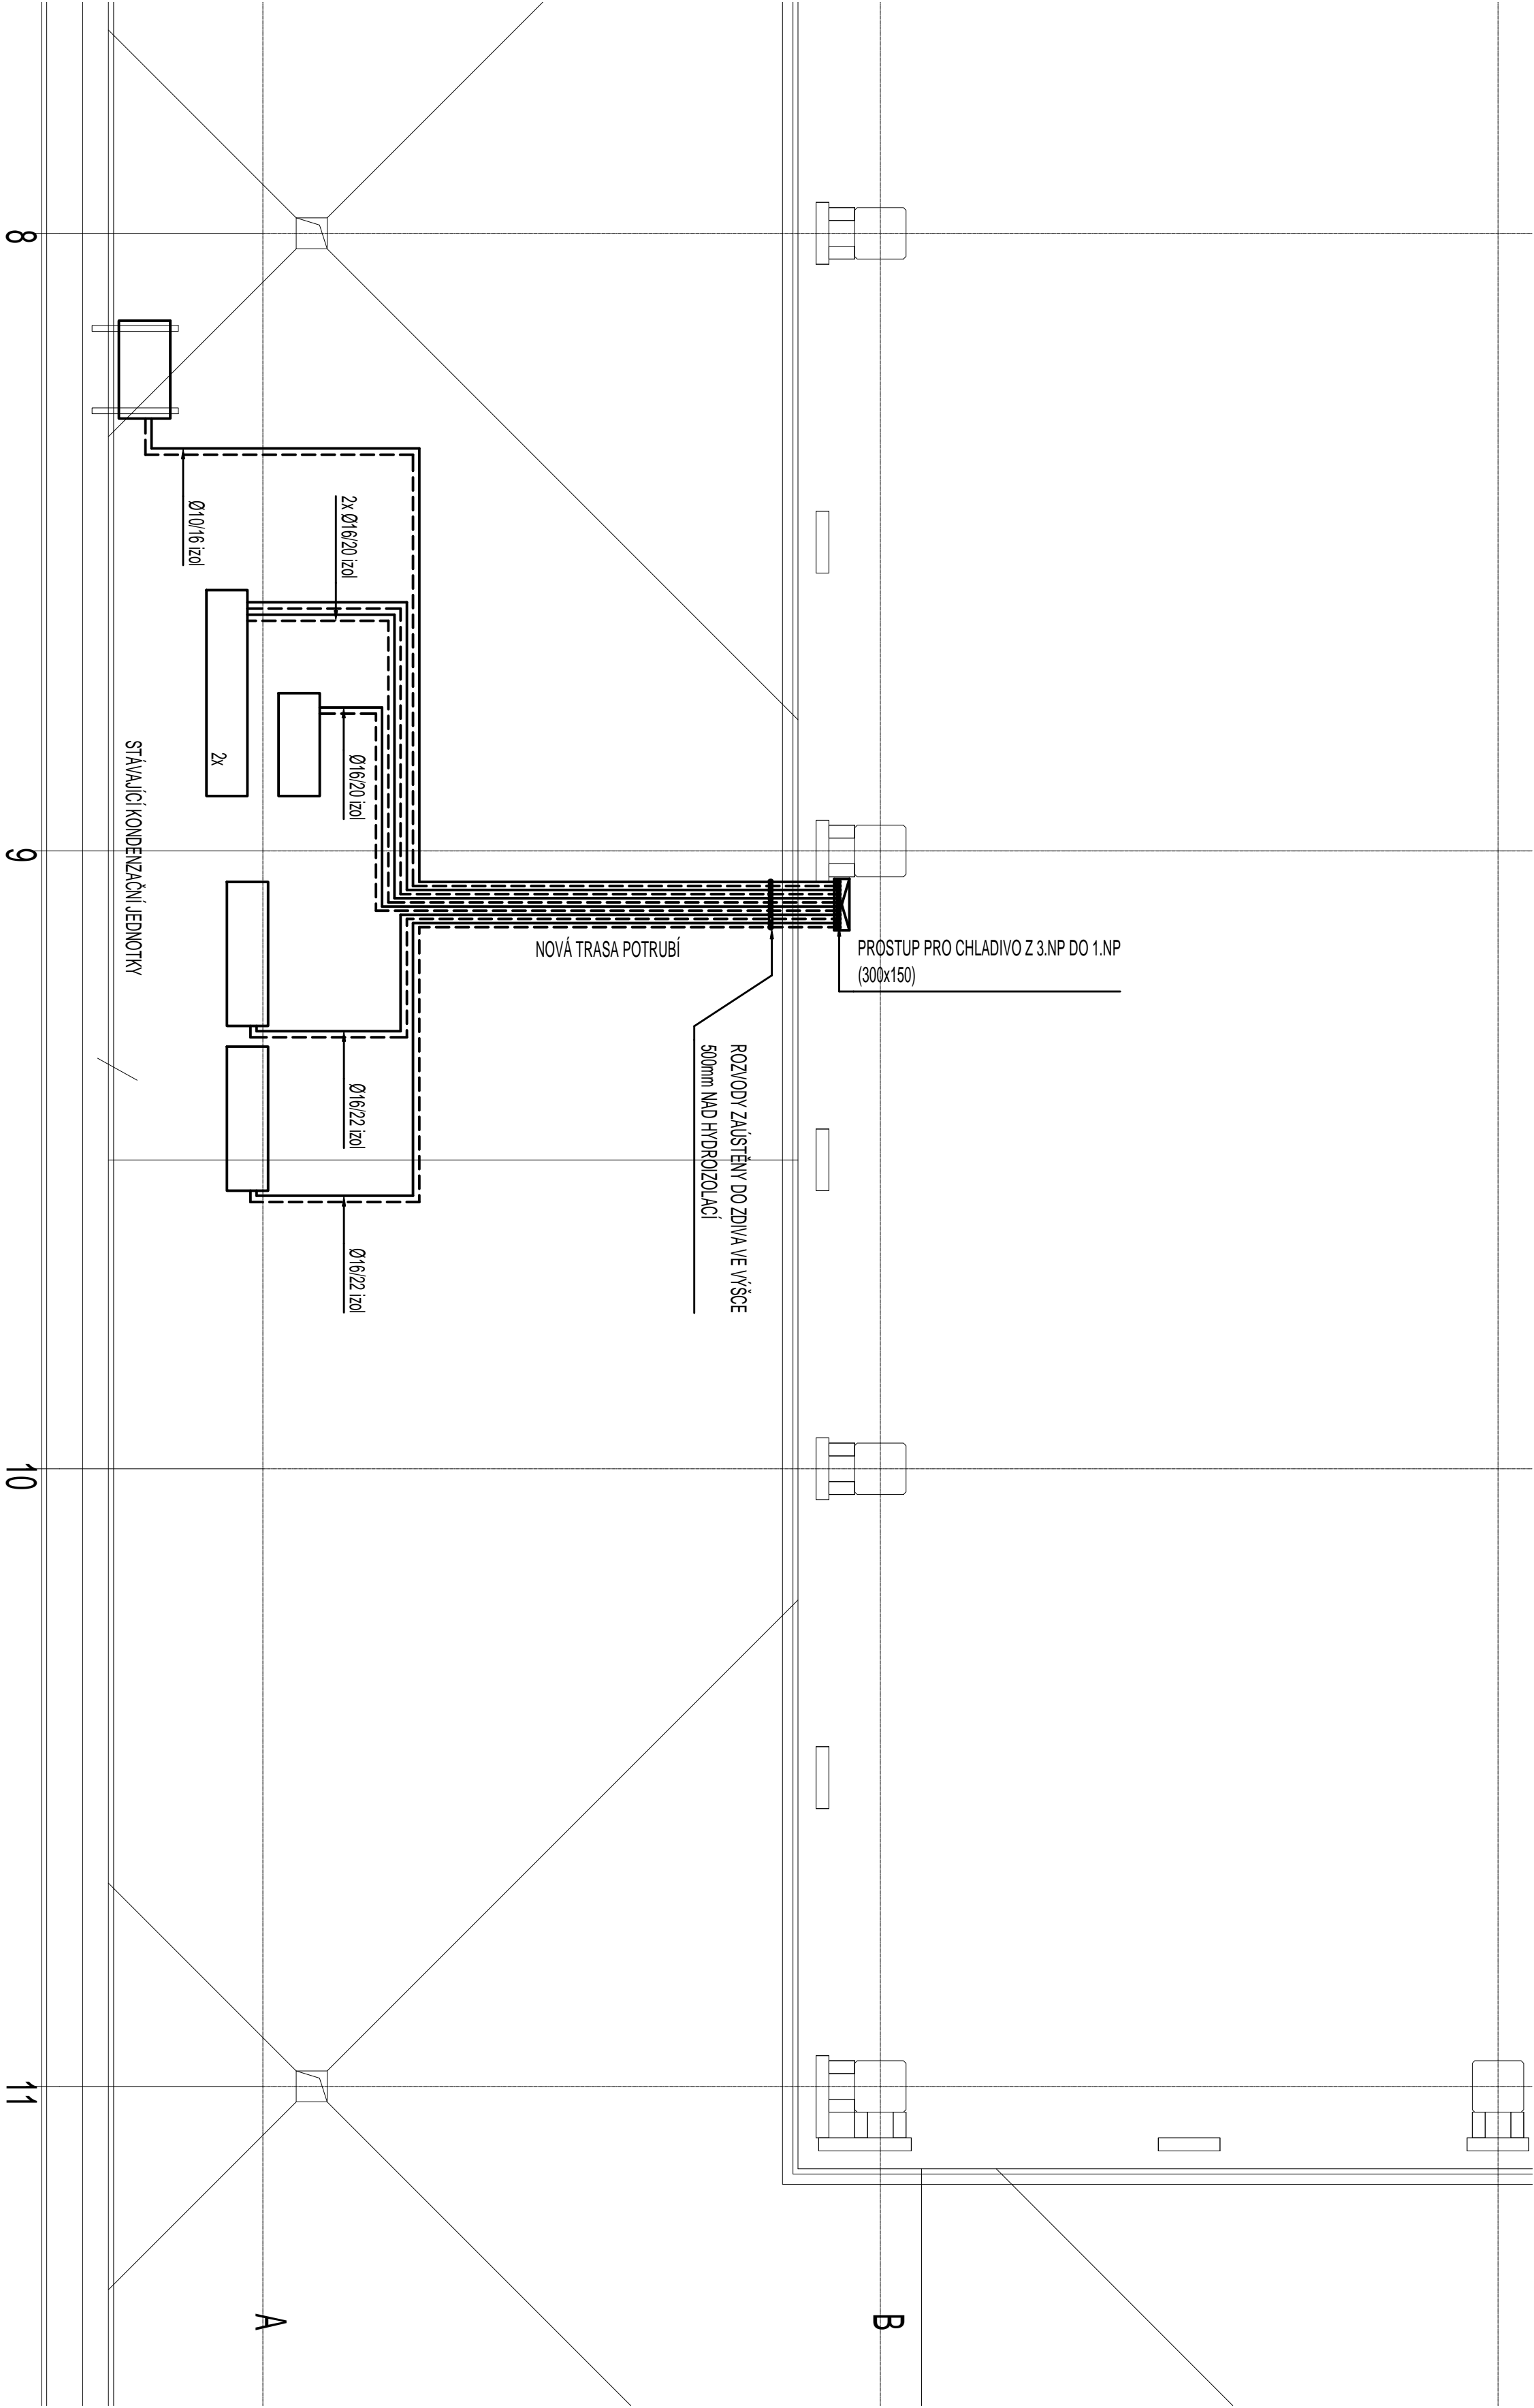 8
9
10
11
A
B
Ø10/16 izol
2x Ø16/20 izol
Ø16/20 izol
2x
STÁVAJÍCÍ KONDENZAČNÍ JEDNOTKY
Ø16/22 izol
Ø16/22 izol
NOVÁ TRASA POTRUBÍ
PROSTUP PRO CHLADIVO Z 3.NP DO 1.NP
(300x150)
ROZVODY ZAÚSTĚNY DO ZDIVA VE VÝŠCE
500mm NAD HYDROIZOLACÍ